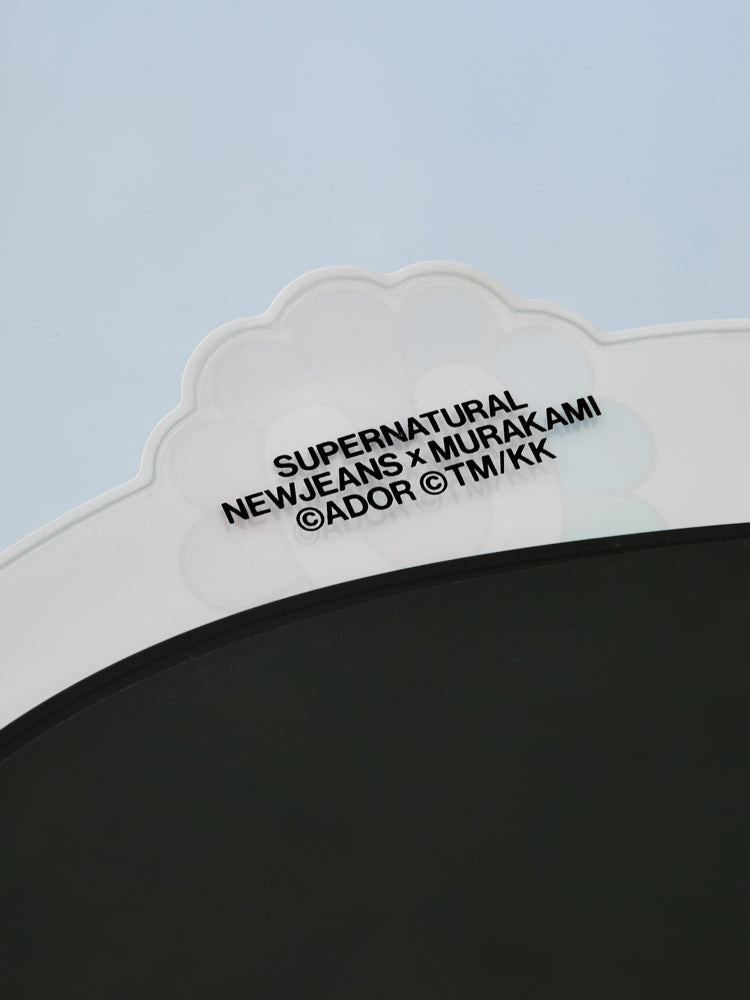 SUPERNATURAL
NEWJEANS x MURAKAMI
©ADOR ©TM/KK